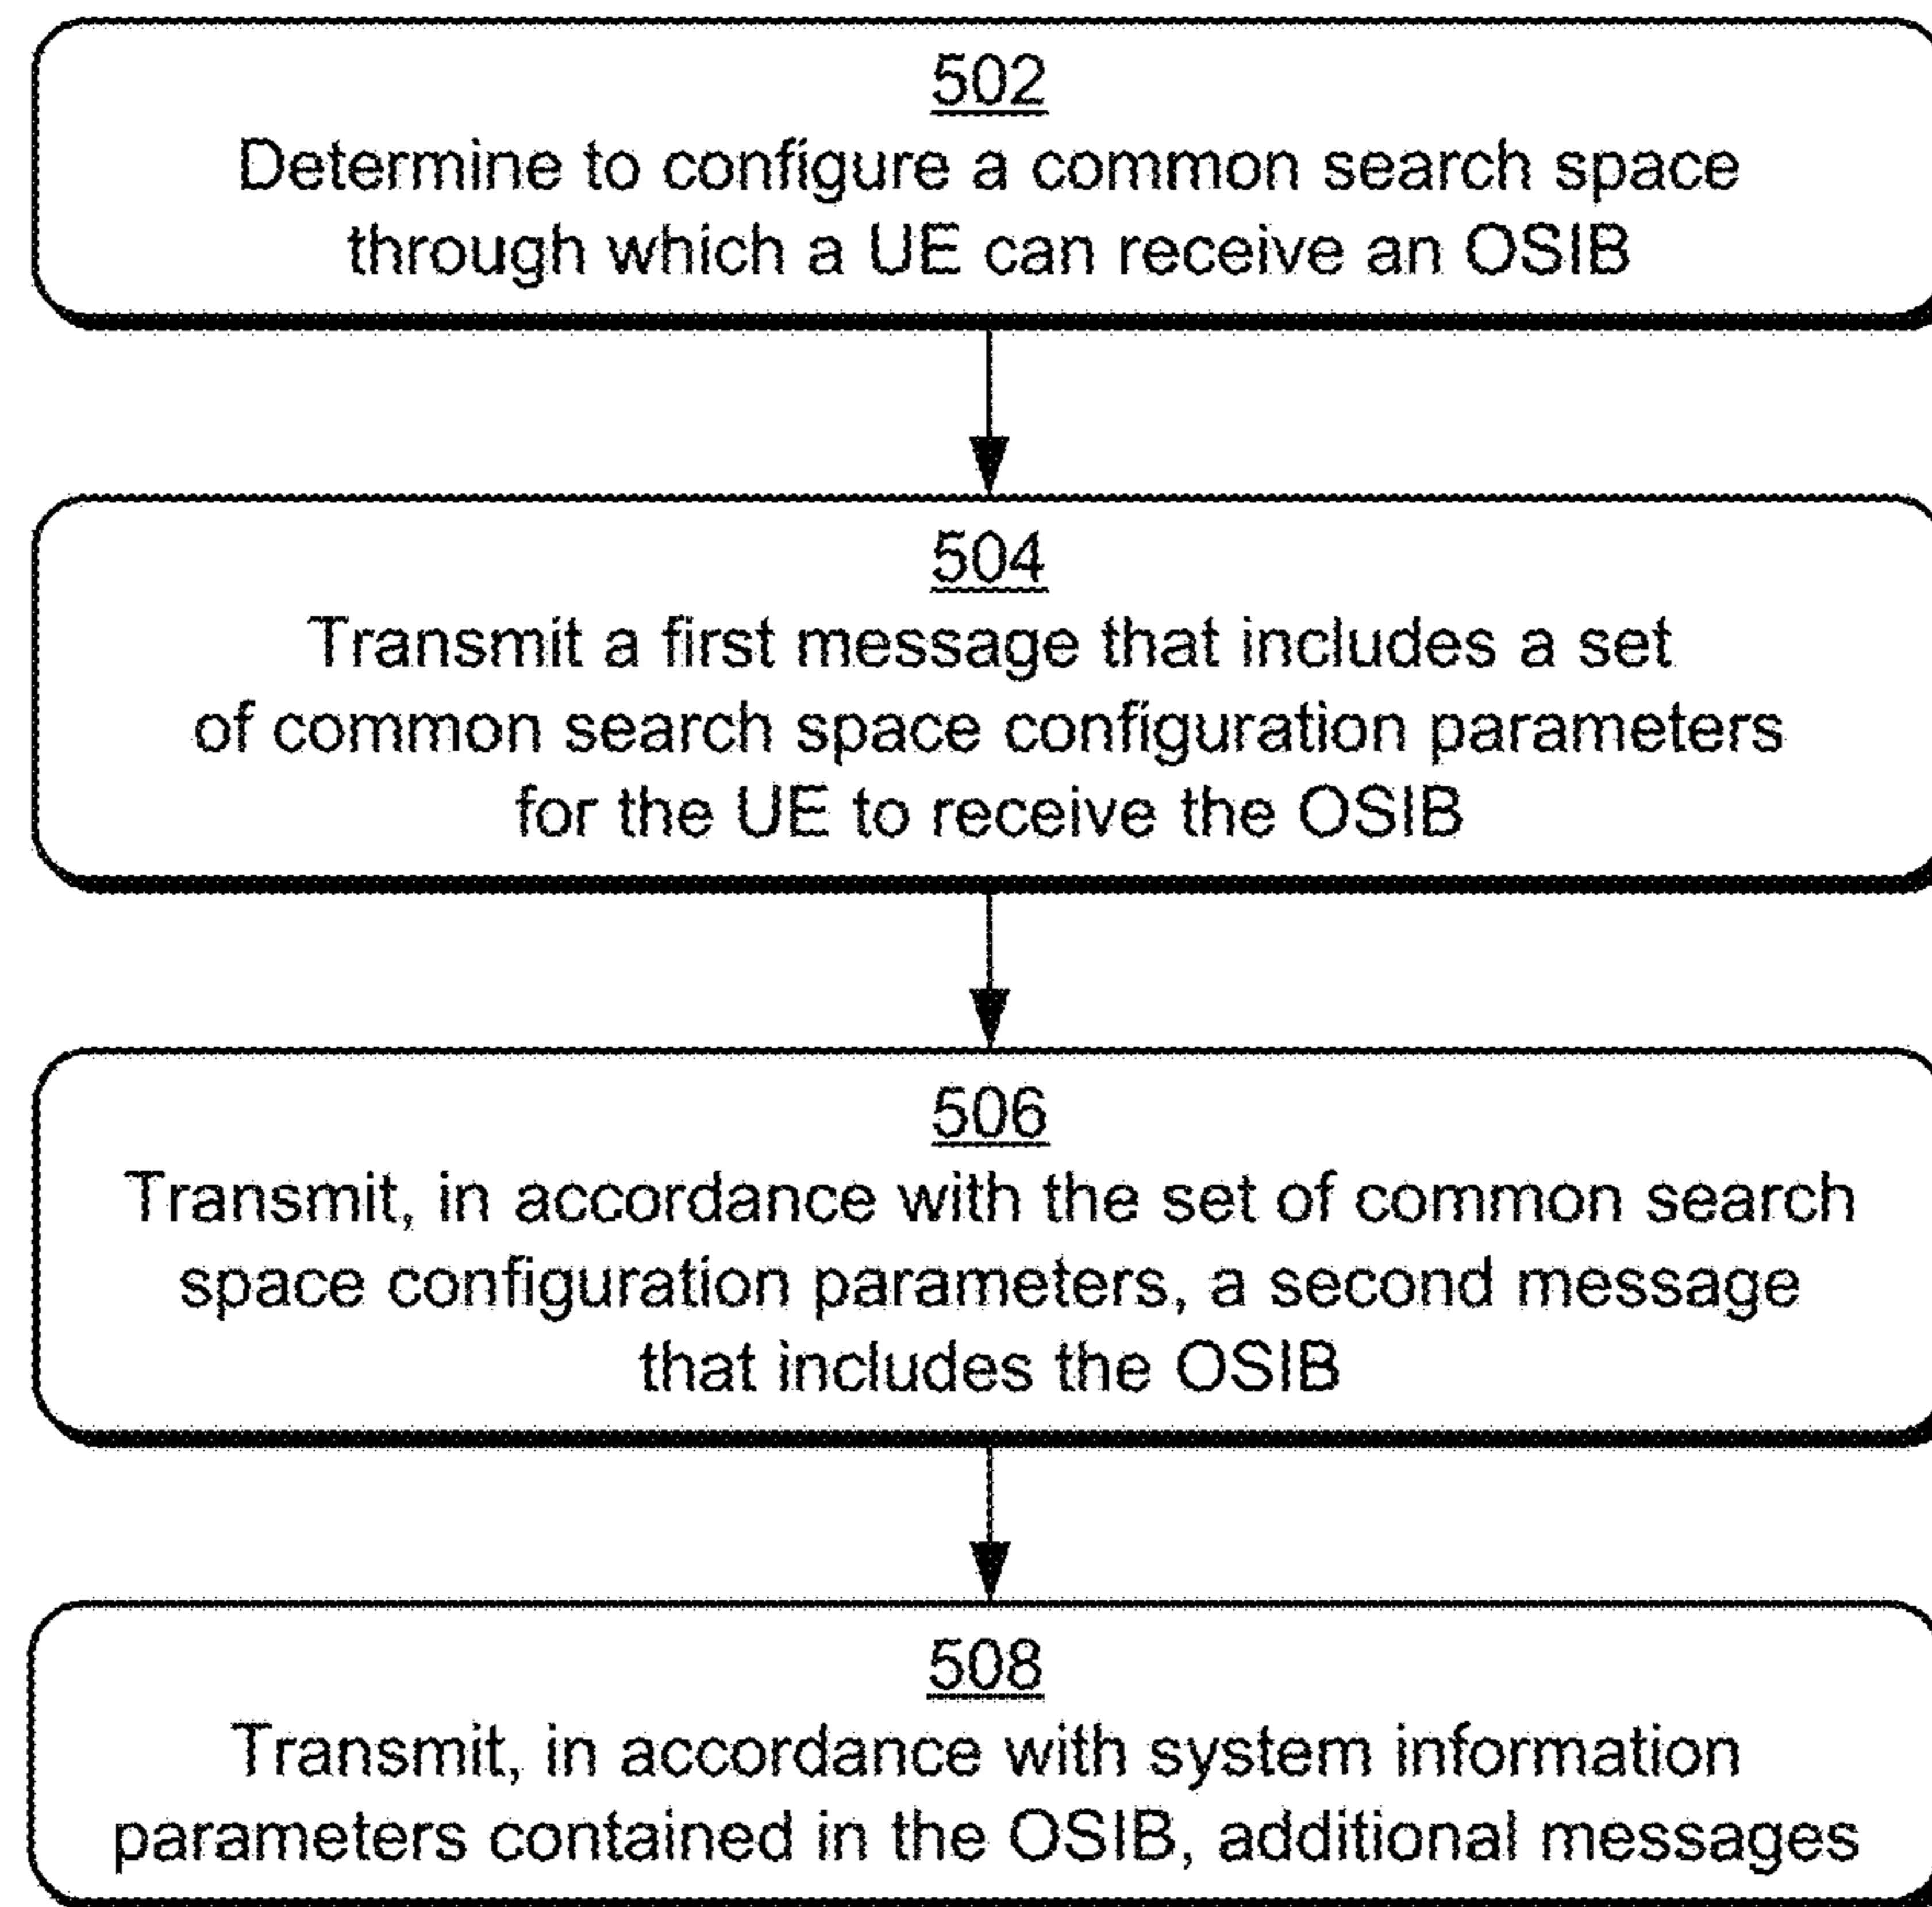 502
Determine to configure a common search space
through which a UE can receive an OSIB
504
Transmit a first message that includes a set
of common search space configuration parameters
for the UE to receive the OSIB
506
Transmit, in accordance with the set of common search
space configuration parameters, a second message
that includes the OSIB
508
Transmit, in accordance with system information
parameters contained in the OSIB, additional messages